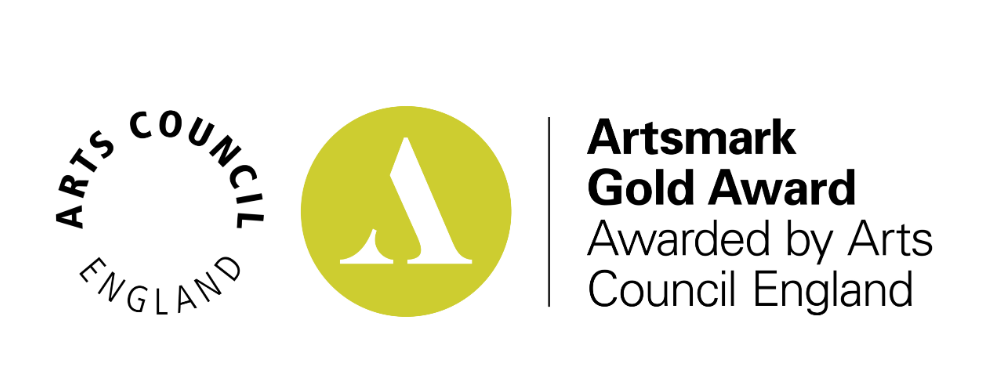 ARTS COUNCIL
ENGLAND
A
Artsmark
Gold Award
Awarded by Arts
Council England